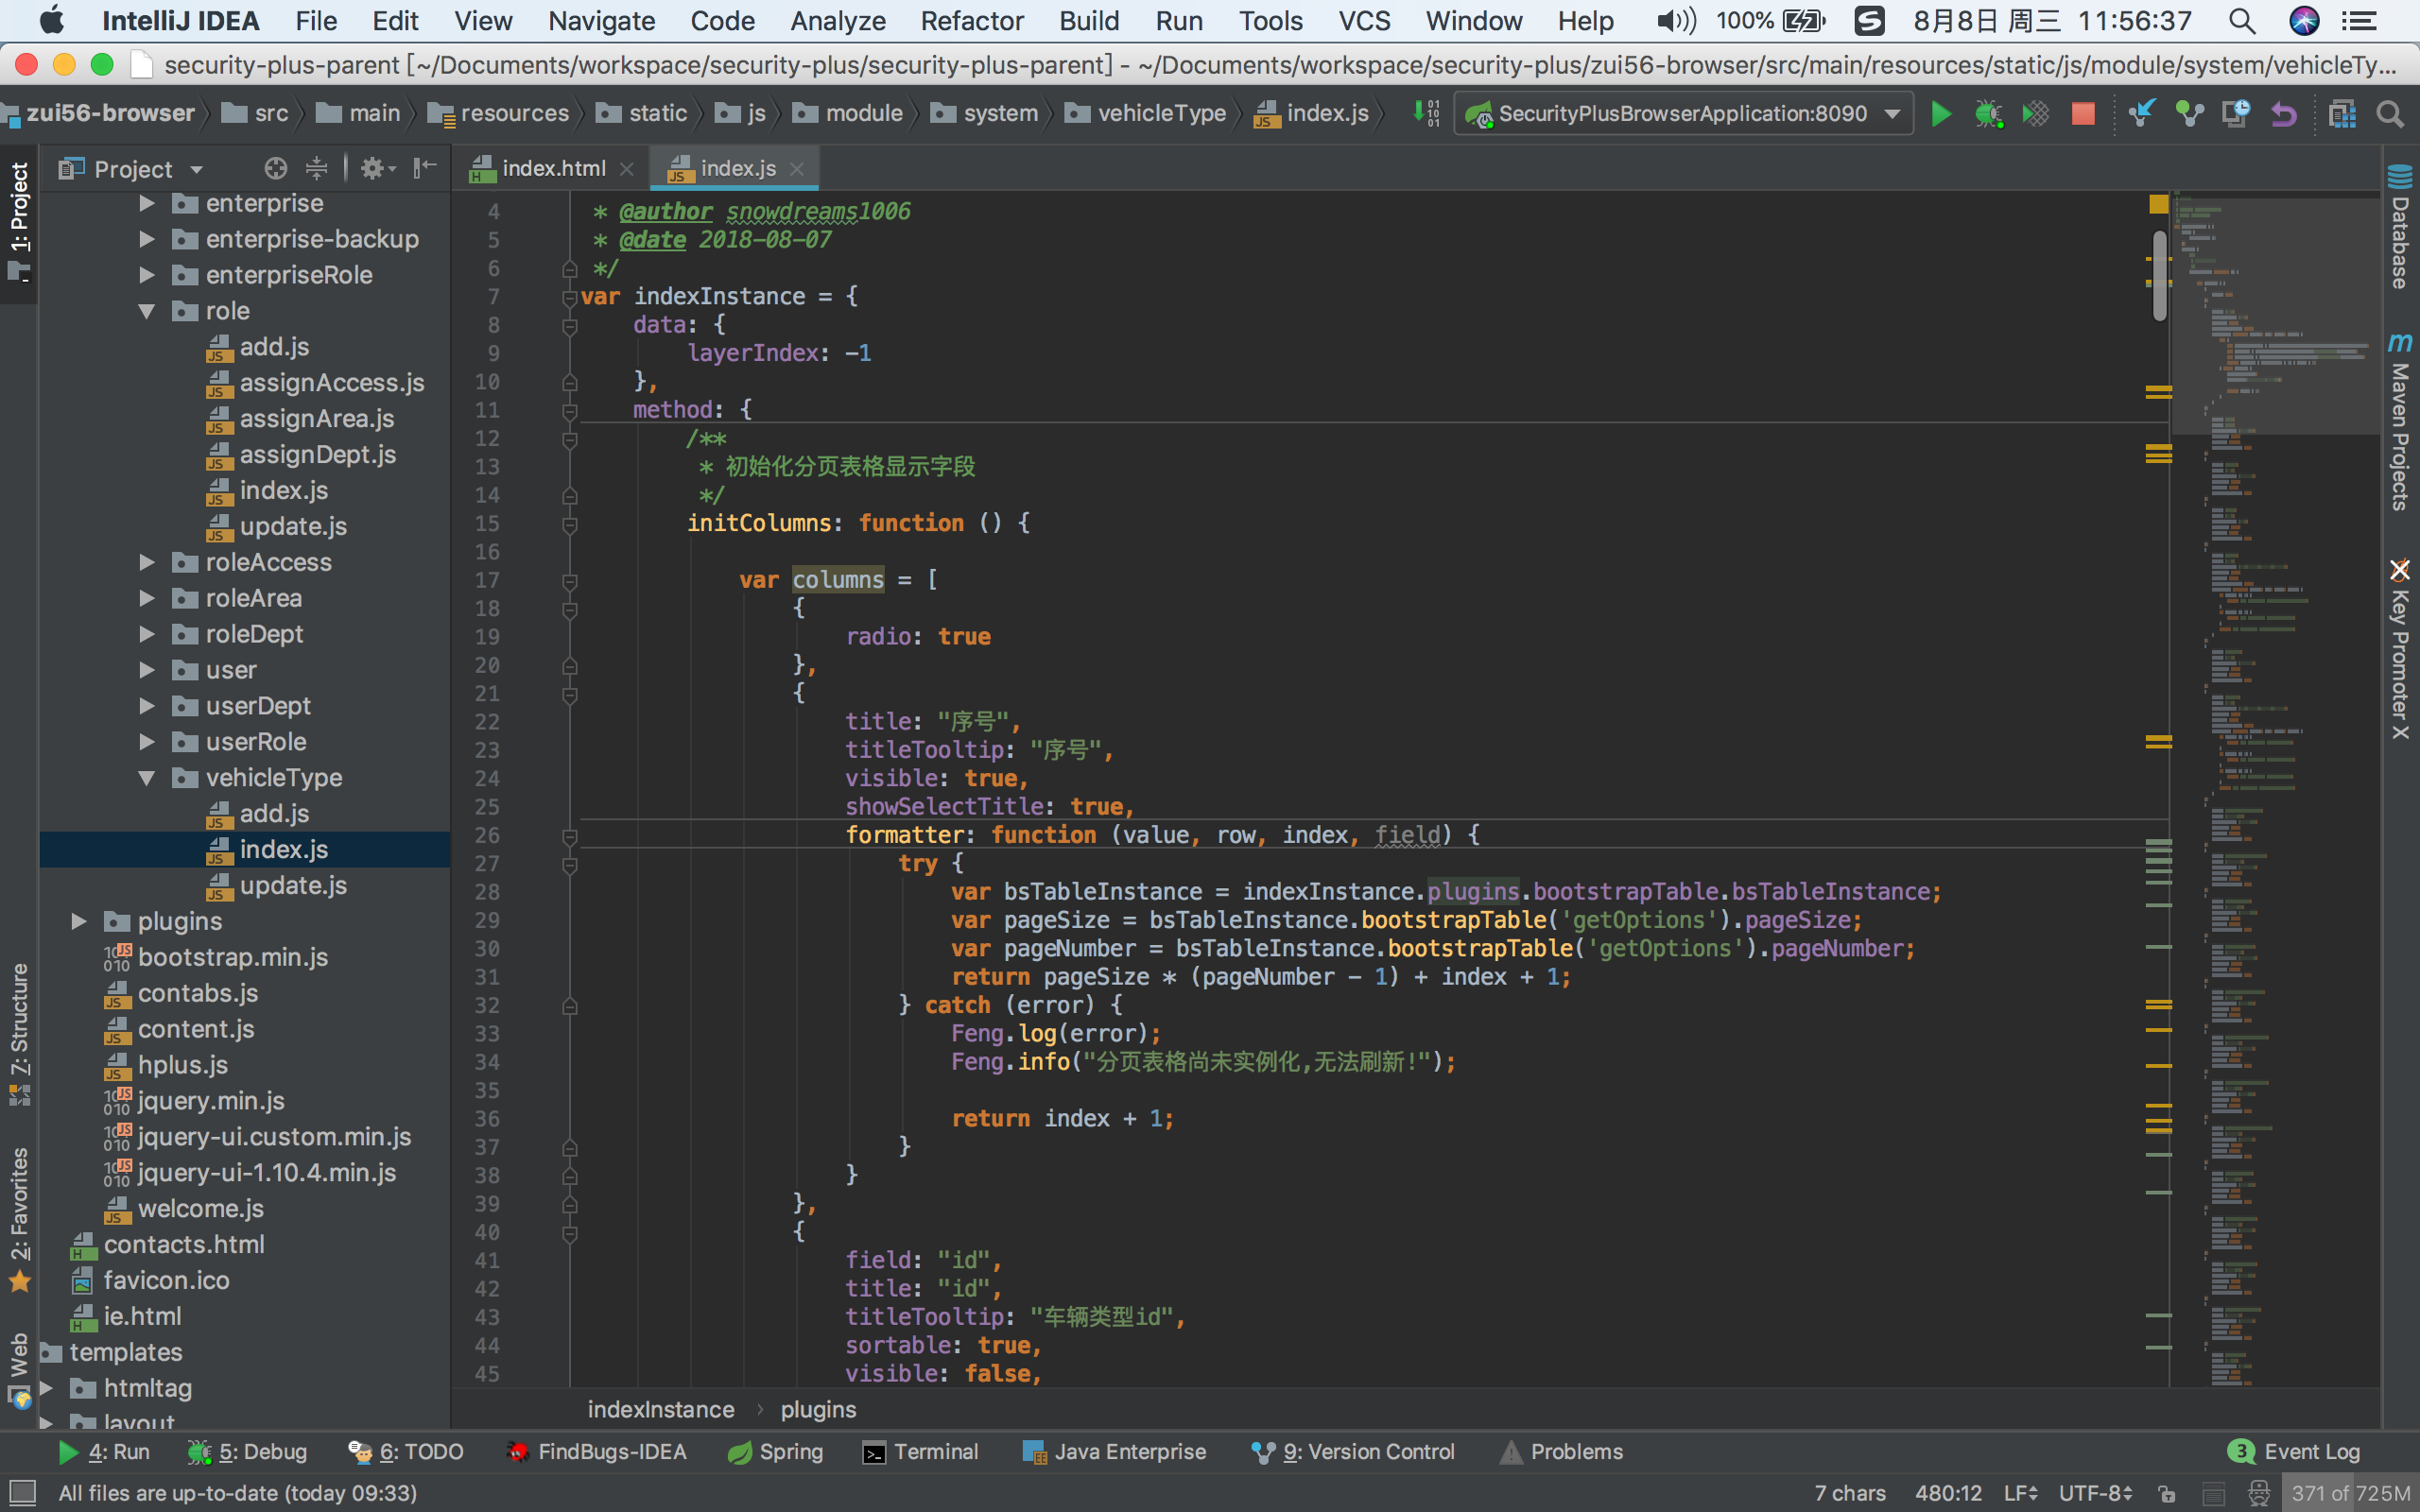 IntelliJ IDEA File Edit View Navigate Code Analyze Refactor Build Run Tools VCS Window Help 100% 8月8日 周三 11:56:37
security-plus-parent [~/Documents/workspace/security-plus/security-plus-parent] - ~/Documents/workspace/security-plus/zui56-browser/src/main/resources/static/js/module/system/vehicleTy...
zui56-browser src main resources static js module system vehicleType index.js SecurityPlusBrowserApplication:8090
Project
index.html index.js
1: Project
7: Structure
2: Favorites
Web
enterprise
enterprise-backup
enterpriseRole
role
add.js
assignAccess.js
assignArea.js
assignDept.js
index.js
update.js
roleAccess
roleArea
roleDept
user
userDept
userRole
vehicleType
add.js
index.js
update.js
plugins
bootstrap.min.js
contabs.js
content.js
hplus.js
jquery.min.js
jquery-ui.custom.min.js
jquery-ui-1.10.4.min.js
welcome.js
contacts.html
favicon.ico
ie.html
templates
htmltag
layout
4 * @author snowdreams1006
5 * @date 2018-08-07
6 */
7 var indexInstance = {
8 data: {
9 layerIndex: -1
10 },
11 method: {
12 /**
13 * 初始化分页表格显示字段
14 */
15 initColumns: function () {
16
17 var columns = [
18 {
19 radio: true
20 },
21 {
22 title: "序号",
23 titleTooltip: "序号",
24 visible: true,
25 showSelectTitle: true,
26 formatter: function (value, row, index, field) {
27 try {
28 var bsTableInstance = indexInstance.plugins.bootstrapTable.bsTableInstance;
29 var pageSize = bsTableInstance.bootstrapTable('getOptions').pageSize;
30 var pageNumber = bsTableInstance.bootstrapTable('getOptions').pageNumber;
31 return pageSize * (pageNumber - 1) + index + 1;
32 } catch (error) {
33 Feng.log(error);
34 Feng.info("分页表格尚未实例化,无法刷新!");
35
36 return index + 1;
37 }
38 }
39 },
40 {
41 field: "id",
42 title: "id",
43 titleTooltip: "车辆类型id",
44 sortable: true,
45 visible: false,
indexInstance › plugins
Database
Maven Projects
Key Promoter X
4: Run 5: Debug 6: TODO FindBugs-IDEA Spring Terminal Java Enterprise 9: Version Control Problems 3 Event Log
All files are up-to-date (today 09:33) 7 chars 480:12 LF UTF-8 371 of 725M